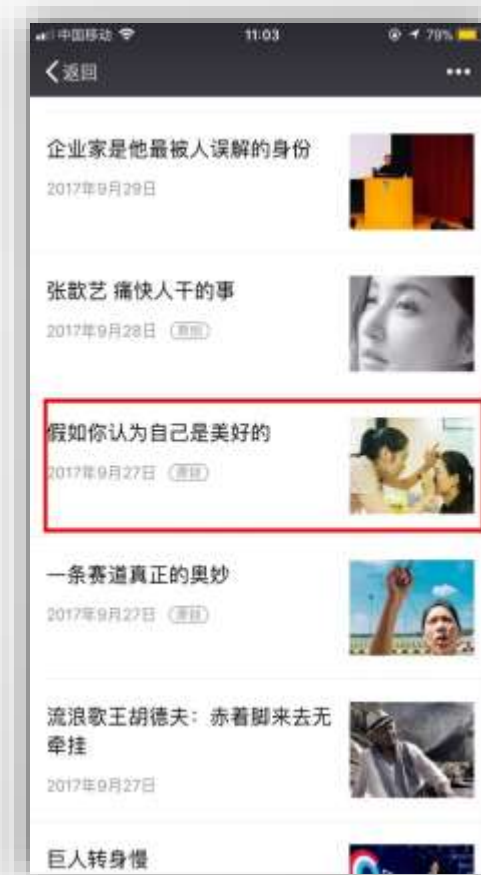 中国移动
11:03
79%
返回
企业家是他最被人误解的身份
2017年9月29日
张歆艺 痛快人干的事
2017年9月28日 原创
假如你认为自己是美好的
2017年9月27日 原创
一条赛道真正的奥妙
2017年9月27日 原创
流浪歌王胡德夫：赤着脚来去无
牵挂
2017年9月27日
巨人转身慢